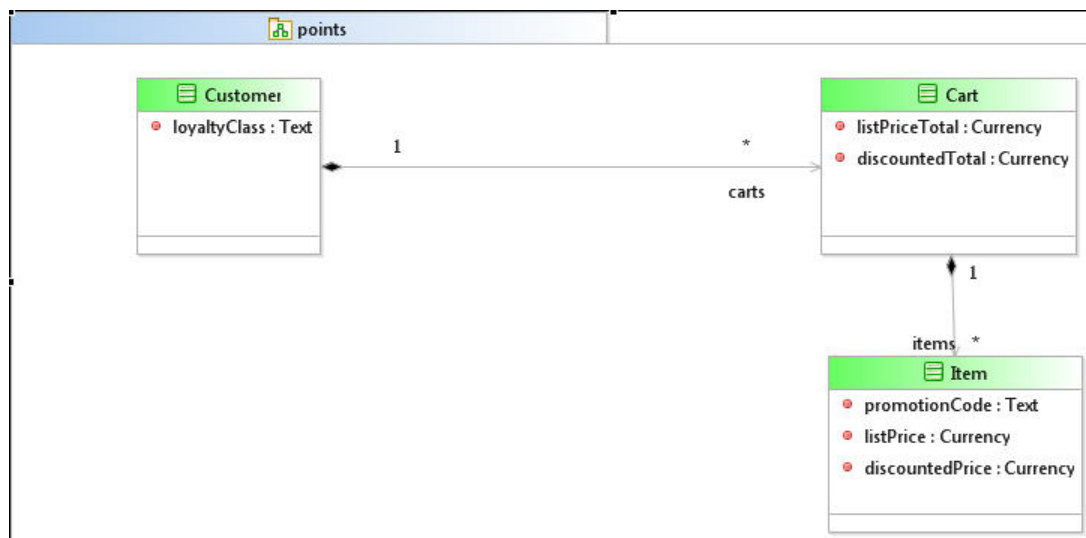 points
Customer
loyaltyClass : Text
1
*
carts
Cart
listPriceTotal : Currency
discountedTotal : Currency
1
items *
Item
promotionCode : Text
listPrice : Currency
discountedPrice : Currency